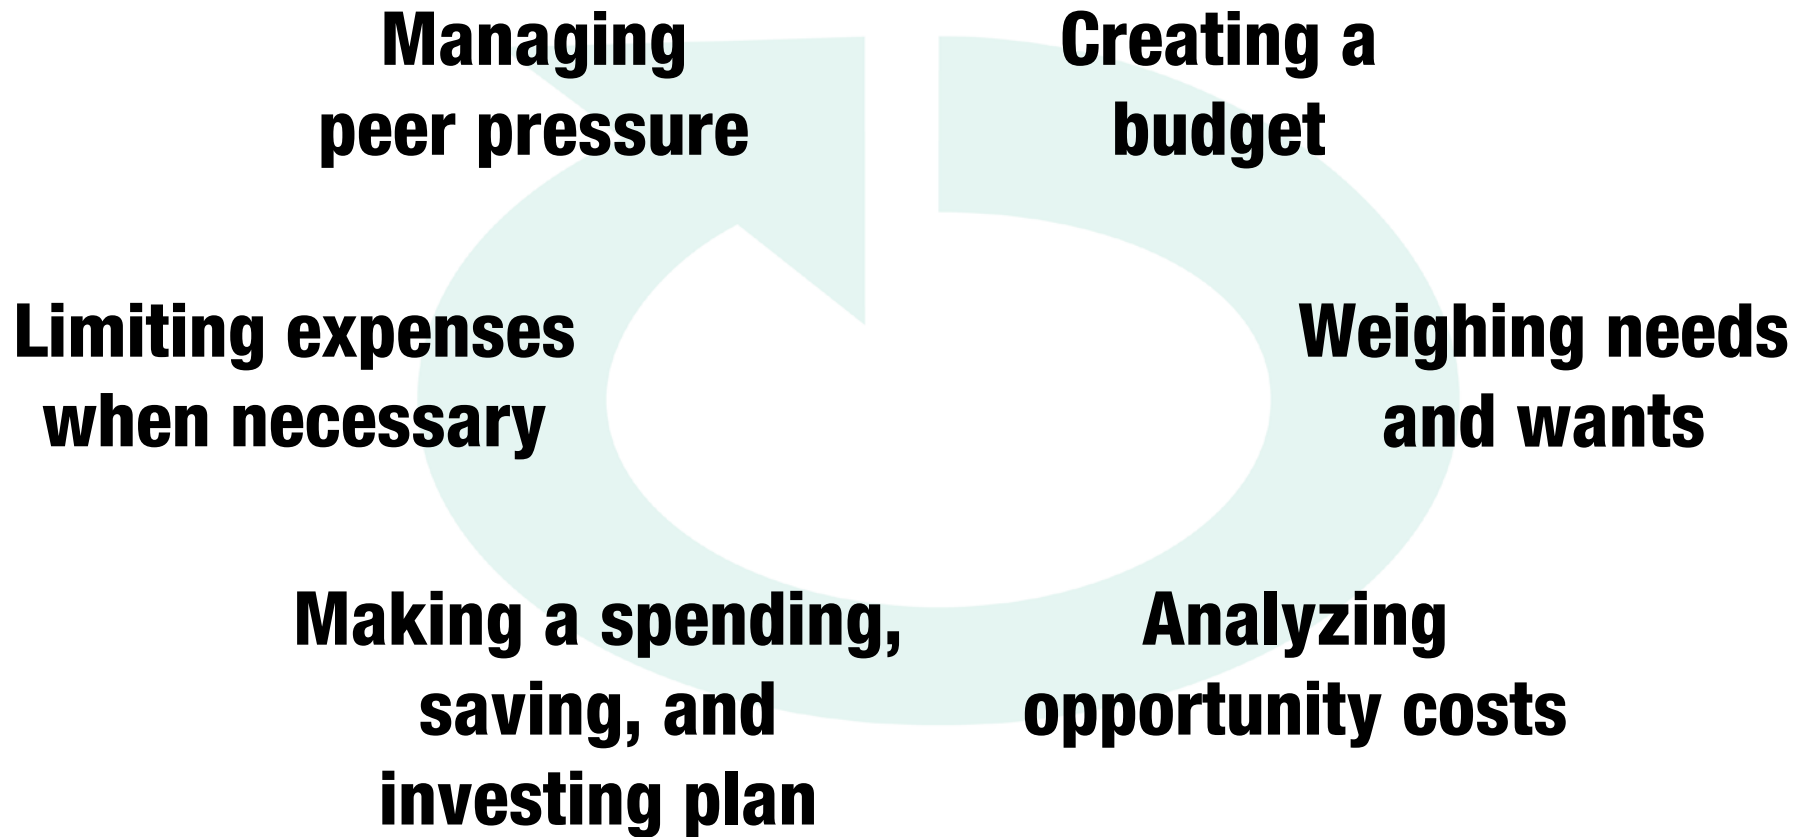 Creating a
budget
Weighing needs
and wants
Analyzing
opportunity costs
Making a spending,
saving, and
investing plan
Limiting expenses
when necessary
Managing
peer pressure